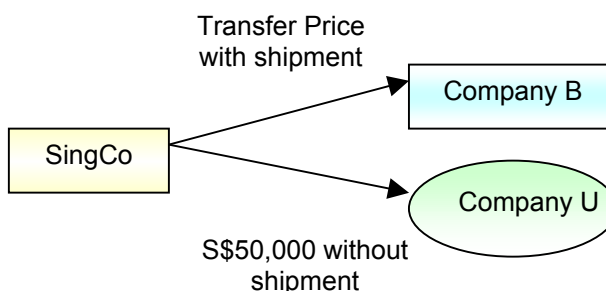 Transfer Price
with shipment
Company B
SingCo
Company U
S$50,000 without
shipment